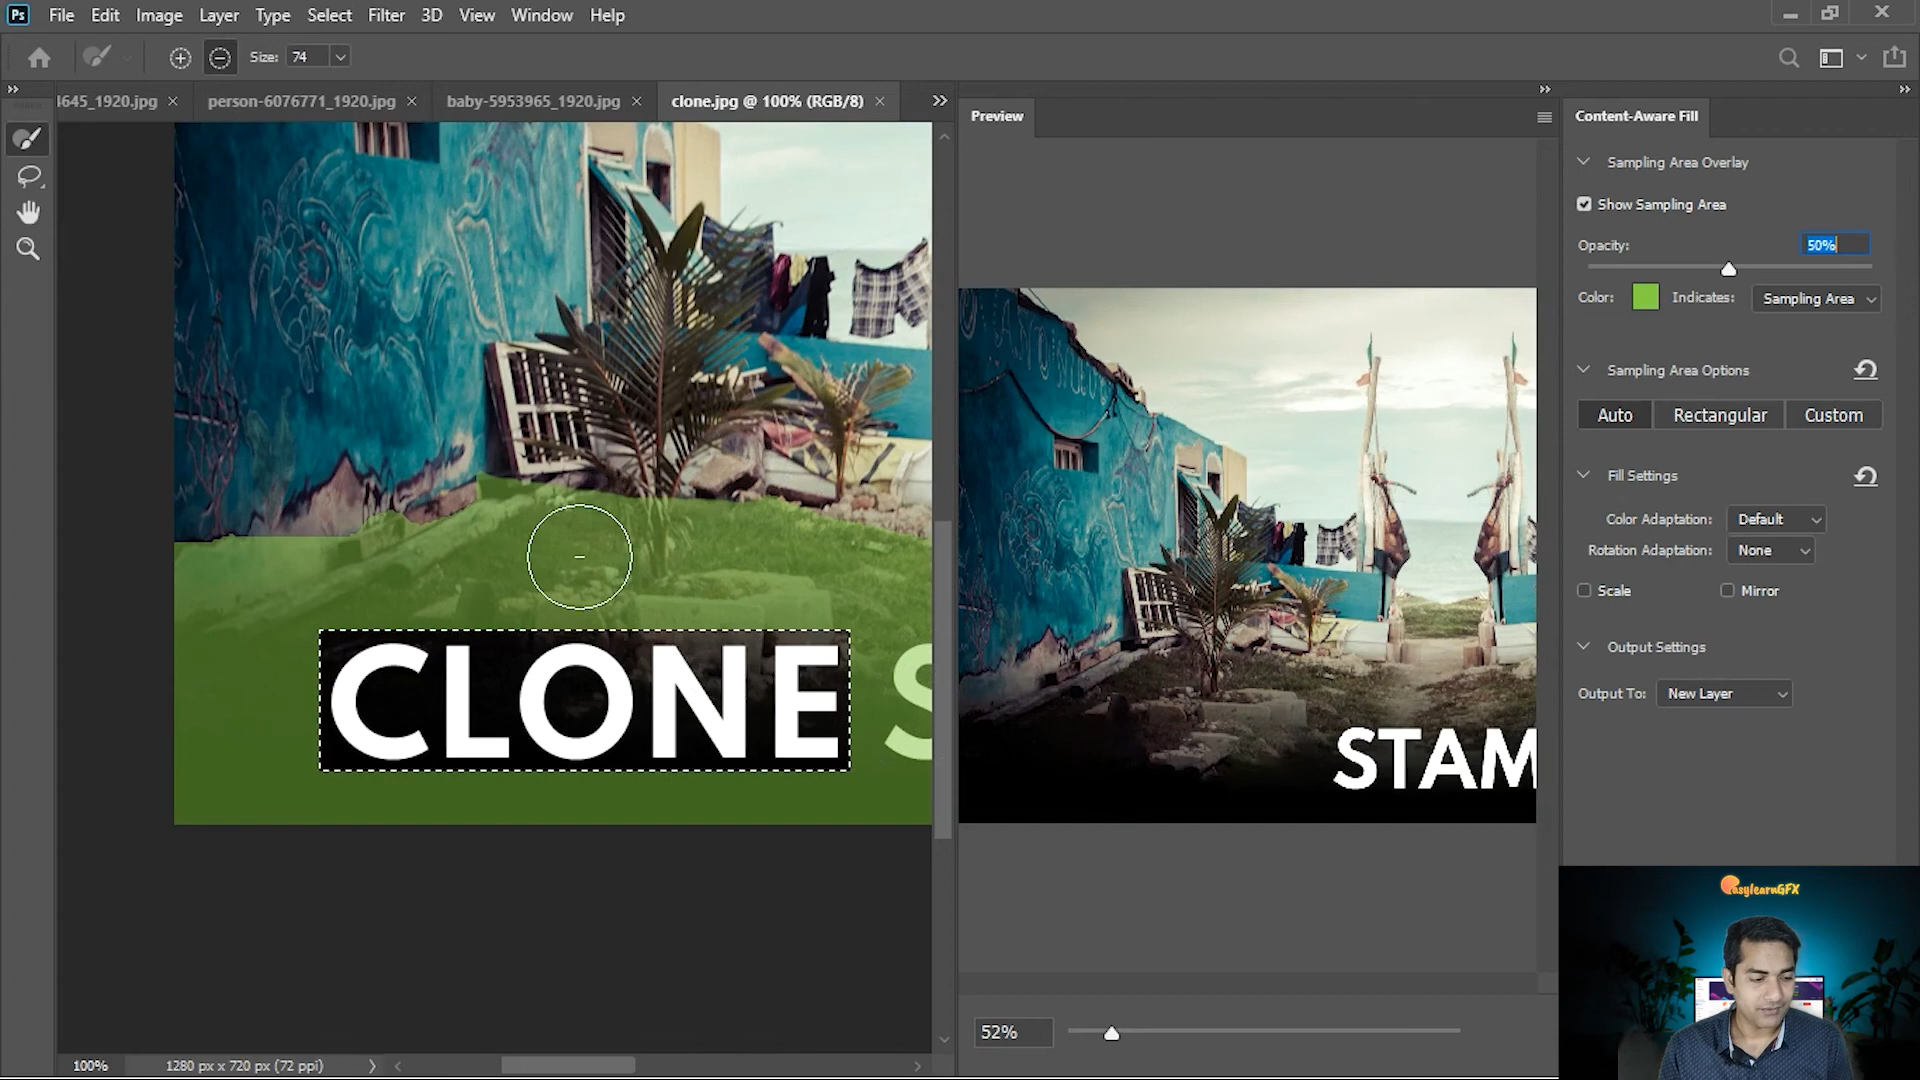 Ps File Edit Image Layer Type Select Filter 3D View Window Help
Size: 74
4645_1920.jpg × person-6076771_1920.jpg × baby-5953965_1920.jpg × clone.jpg @ 100% (RGB/8) ×
Preview
Content-Aware Fill
Sampling Area Overlay
Show Sampling Area
Opacity: 50%
Color: Indicates: Sampling Area
Sampling Area Options
Auto Rectangular Custom
Fill Settings
Color Adaptation: Default
Rotation Adaptation: None
Scale Mirror
Output Settings
Output To: New Layer
CLONE S
STAM
easylearnGFX
52%
100% 1280 px x 720 px (72 ppi)